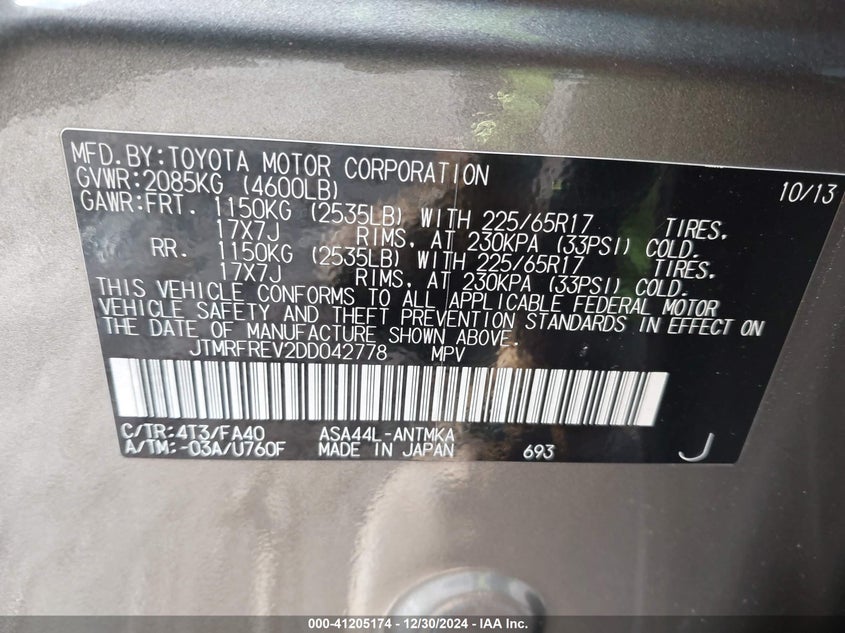 MFD.BY:TOYOTA MOTOR CORPORATION 10/13
GVWR:2085KG (4600LB)
GAWR:FRT. 1150KG (2535LB) WITH 225/65R17 TIRES,
17X7J RIMS, AT 230KPA (33PSI) COLD.
RR. 1150KG (2535LB) WITH 225/65R17 TIRES,
17X7J RIMS, AT 230KPA (33PSI) COLD.
THIS VEHICLE CONFORMS TO ALL APPLICABLE FEDERAL MOTOR
VEHICLE SAFETY AND THEFT PREVENTION STANDARDS IN EFFECT ON
THE DATE OF MANUFACTURE SHOWN ABOVE.
JTMRFREV2DD042778 MPV
C/TR:4T3/FA40 ASA44L-ANTMKA
A/TM:-03A/U760F MADE IN JAPAN 693 J
000-41205174 - 12/30/2024 - IAA Inc.